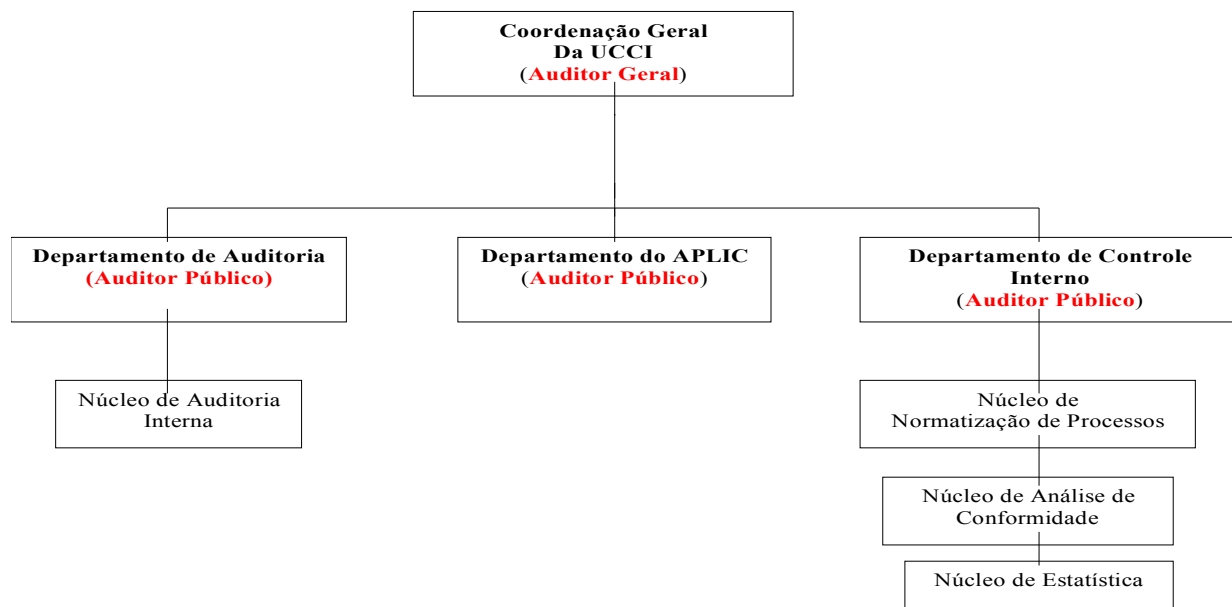 Coordenação Geral
Da UCCI
(Auditor Geral)
Departamento de Auditoria
(Auditor Público)
Departamento do APLIC
(Auditor Público)
Departamento de Controle
Interno
(Auditor Público)
Núcleo de Auditoria
Interna
Núcleo de
Normatização de Processos
Núcleo de Análise de
Conformidade
Núcleo de Estatística